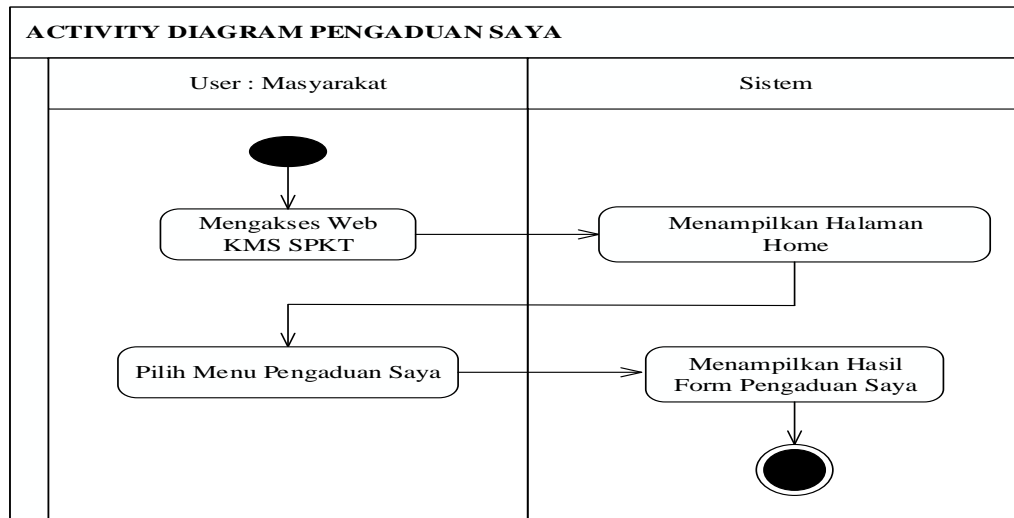 ACTIVITY DIAGRAM PENGADUAN SAYA
User : Masyarakat
Sistem
Mengakses Web
KMS SPKT
Menampilkan Halaman
Home
Pilih Menu Pengaduan Saya
Menampilkan Hasil
Form Pengaduan Saya